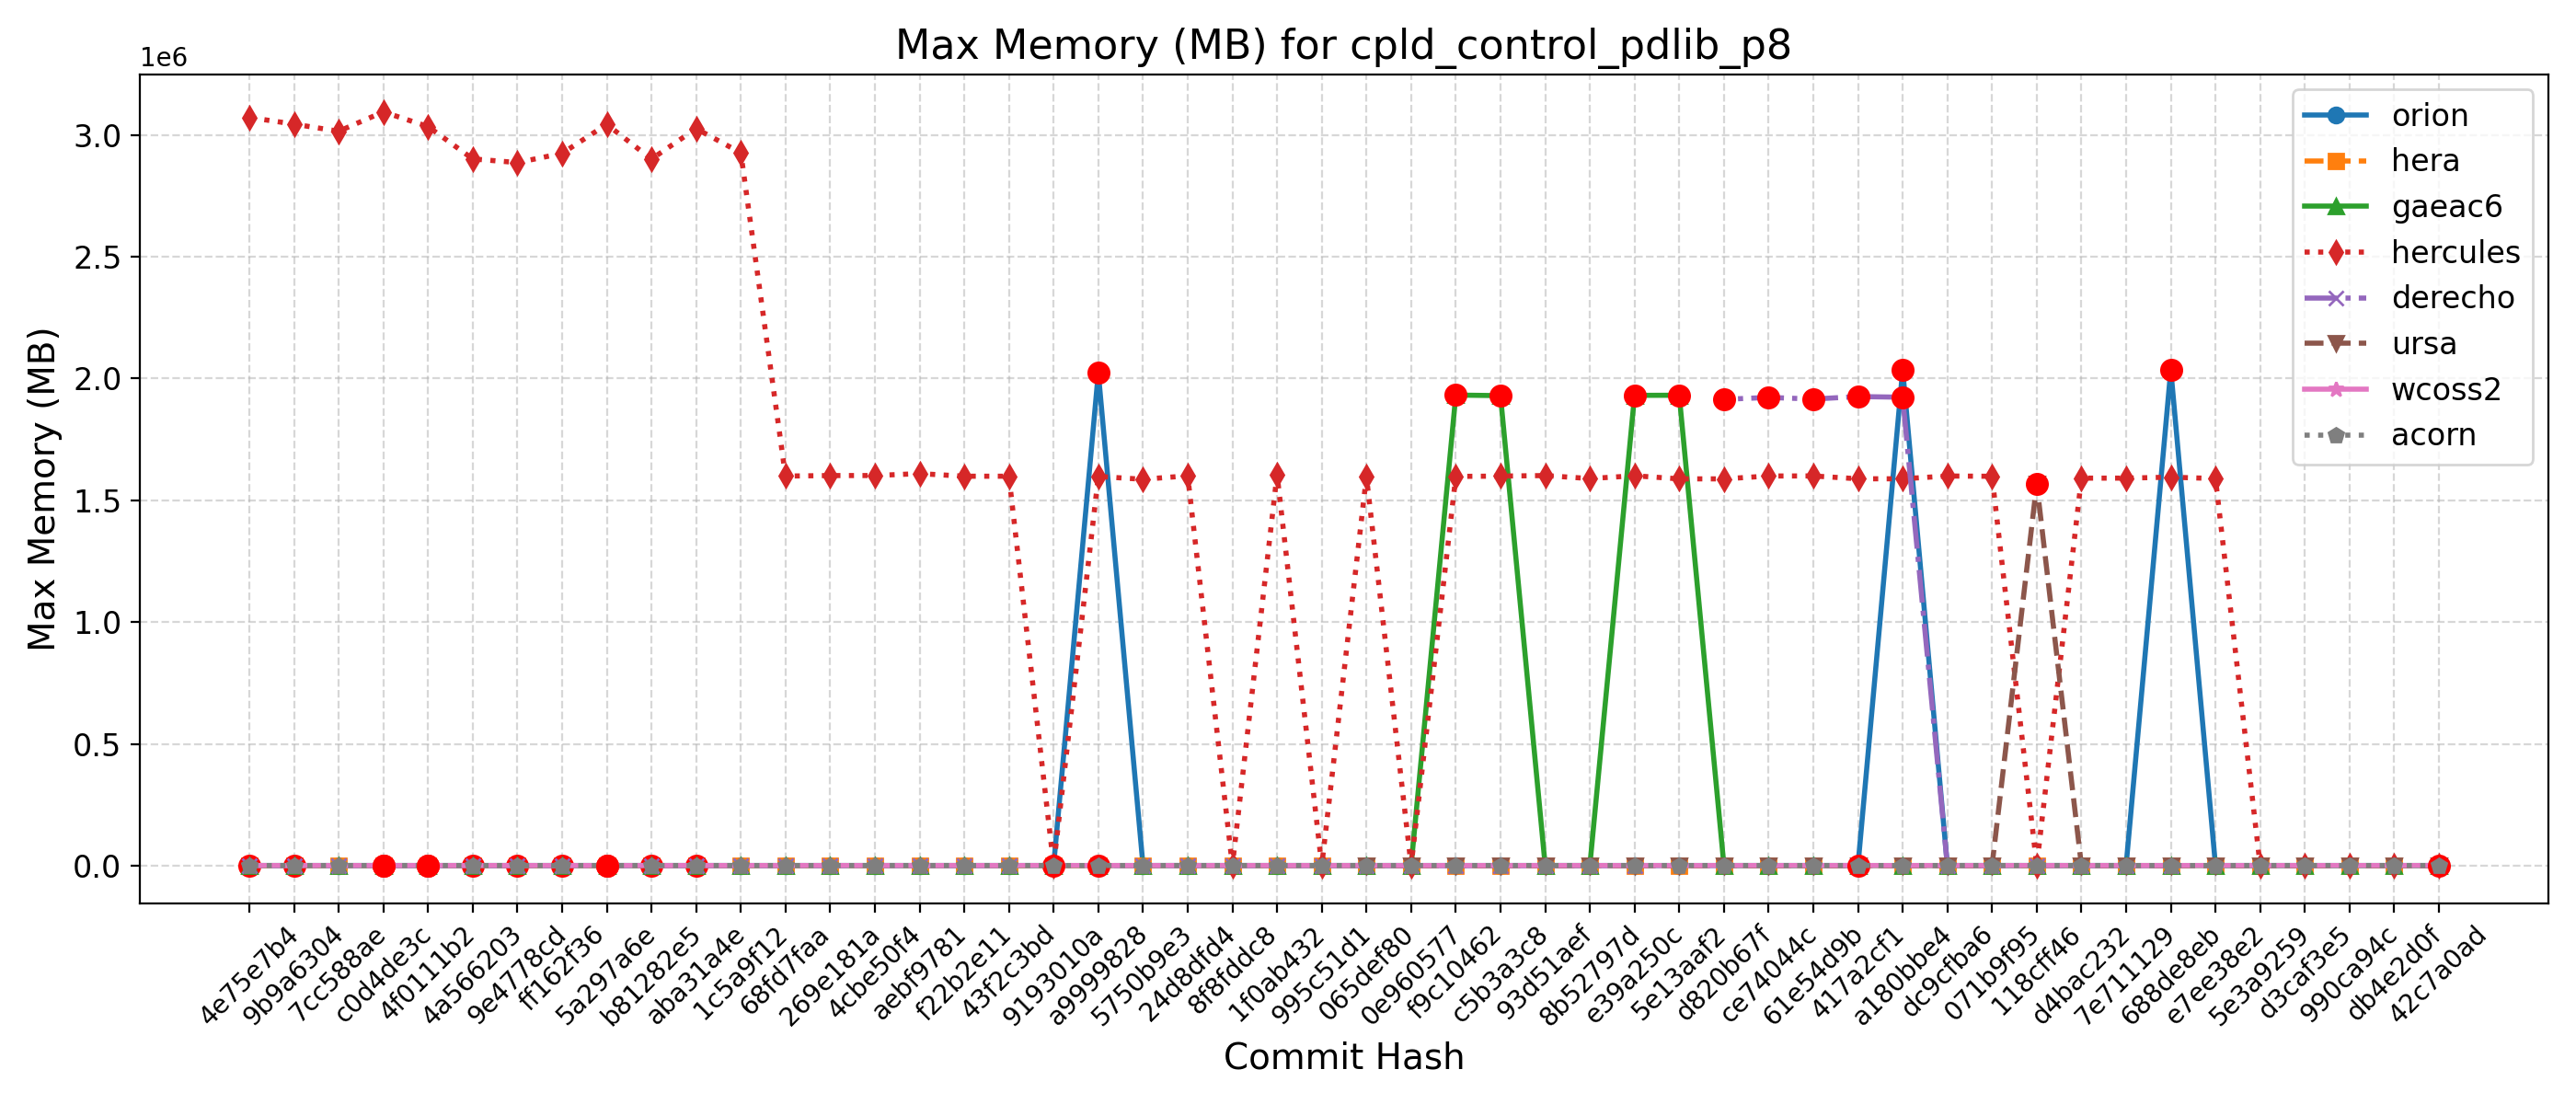 Max Memory (MB) for cpld_control_pdlib_p8
1e6
3.0
2.5
2.0
1.5
1.0
0.5
0.0
Max Memory (MB)
orion
hera
gaeac6
hercules
derecho
ursa
wcoss2
acorn
4e75e7b4
9b9a6304
7cc588ae
c0d4de3c
4f0111b2
4a566203
9e4778cd
ff162f36
5a297a6e
b81282e5
aba31a4e
1c5a9f12
68fd7faa
269e181a
4cbe50f4
aebf9781
f22b2e11
43f2c3bd
9193010a
a9999828
5750b9e3
24d8dfd4
8f8fddc8
1f0ab432
995c51d1
065def80
0e960577
f9c10462
c5b3a3c8
93d51aef
8b52797d
e39a250c
5e13aaf2
d820b67f
ce74044c
61e54d9b
417a2cf1
a180bbe4
dc9cfba6
071b9f95
118cff46
d4bac232
7e711129
688de8eb
e7ee38e2
5e3a9259
d3caf3e5
990ca94c
db4e2d0f
42c7a0ad
Commit Hash